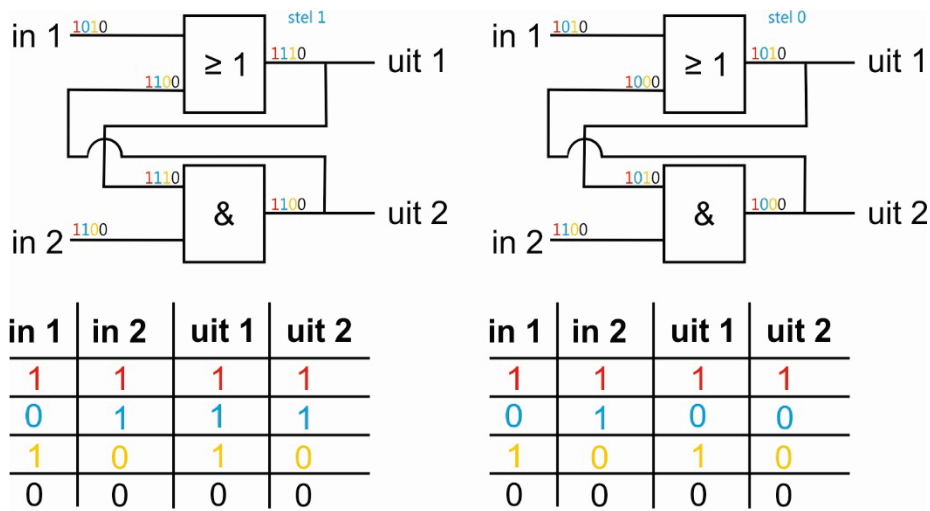 stel 1
in 1 1010
1110
uit 1
≥ 1
1100
1110
1100
uit 2
&
in 2 1100
in 1 in 2 uit 1 uit 2
1 1 1 1
0 1 1 1
1 0 1 0
0 0 0 0
stel 0
in 1 1010
1010
uit 1
≥ 1
1000
1010
1000
uit 2
&
in 2 1100
in 1 in 2 uit 1 uit 2
1 1 1 1
0 1 0 0
1 0 1 0
0 0 0 0